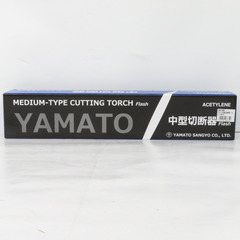 MEDIUM-TYPE CUTTING TORCH Flash
ACETYLENE
YAMATO
中型切断器 Flash
YAMATO SANGYO CO., LTD.